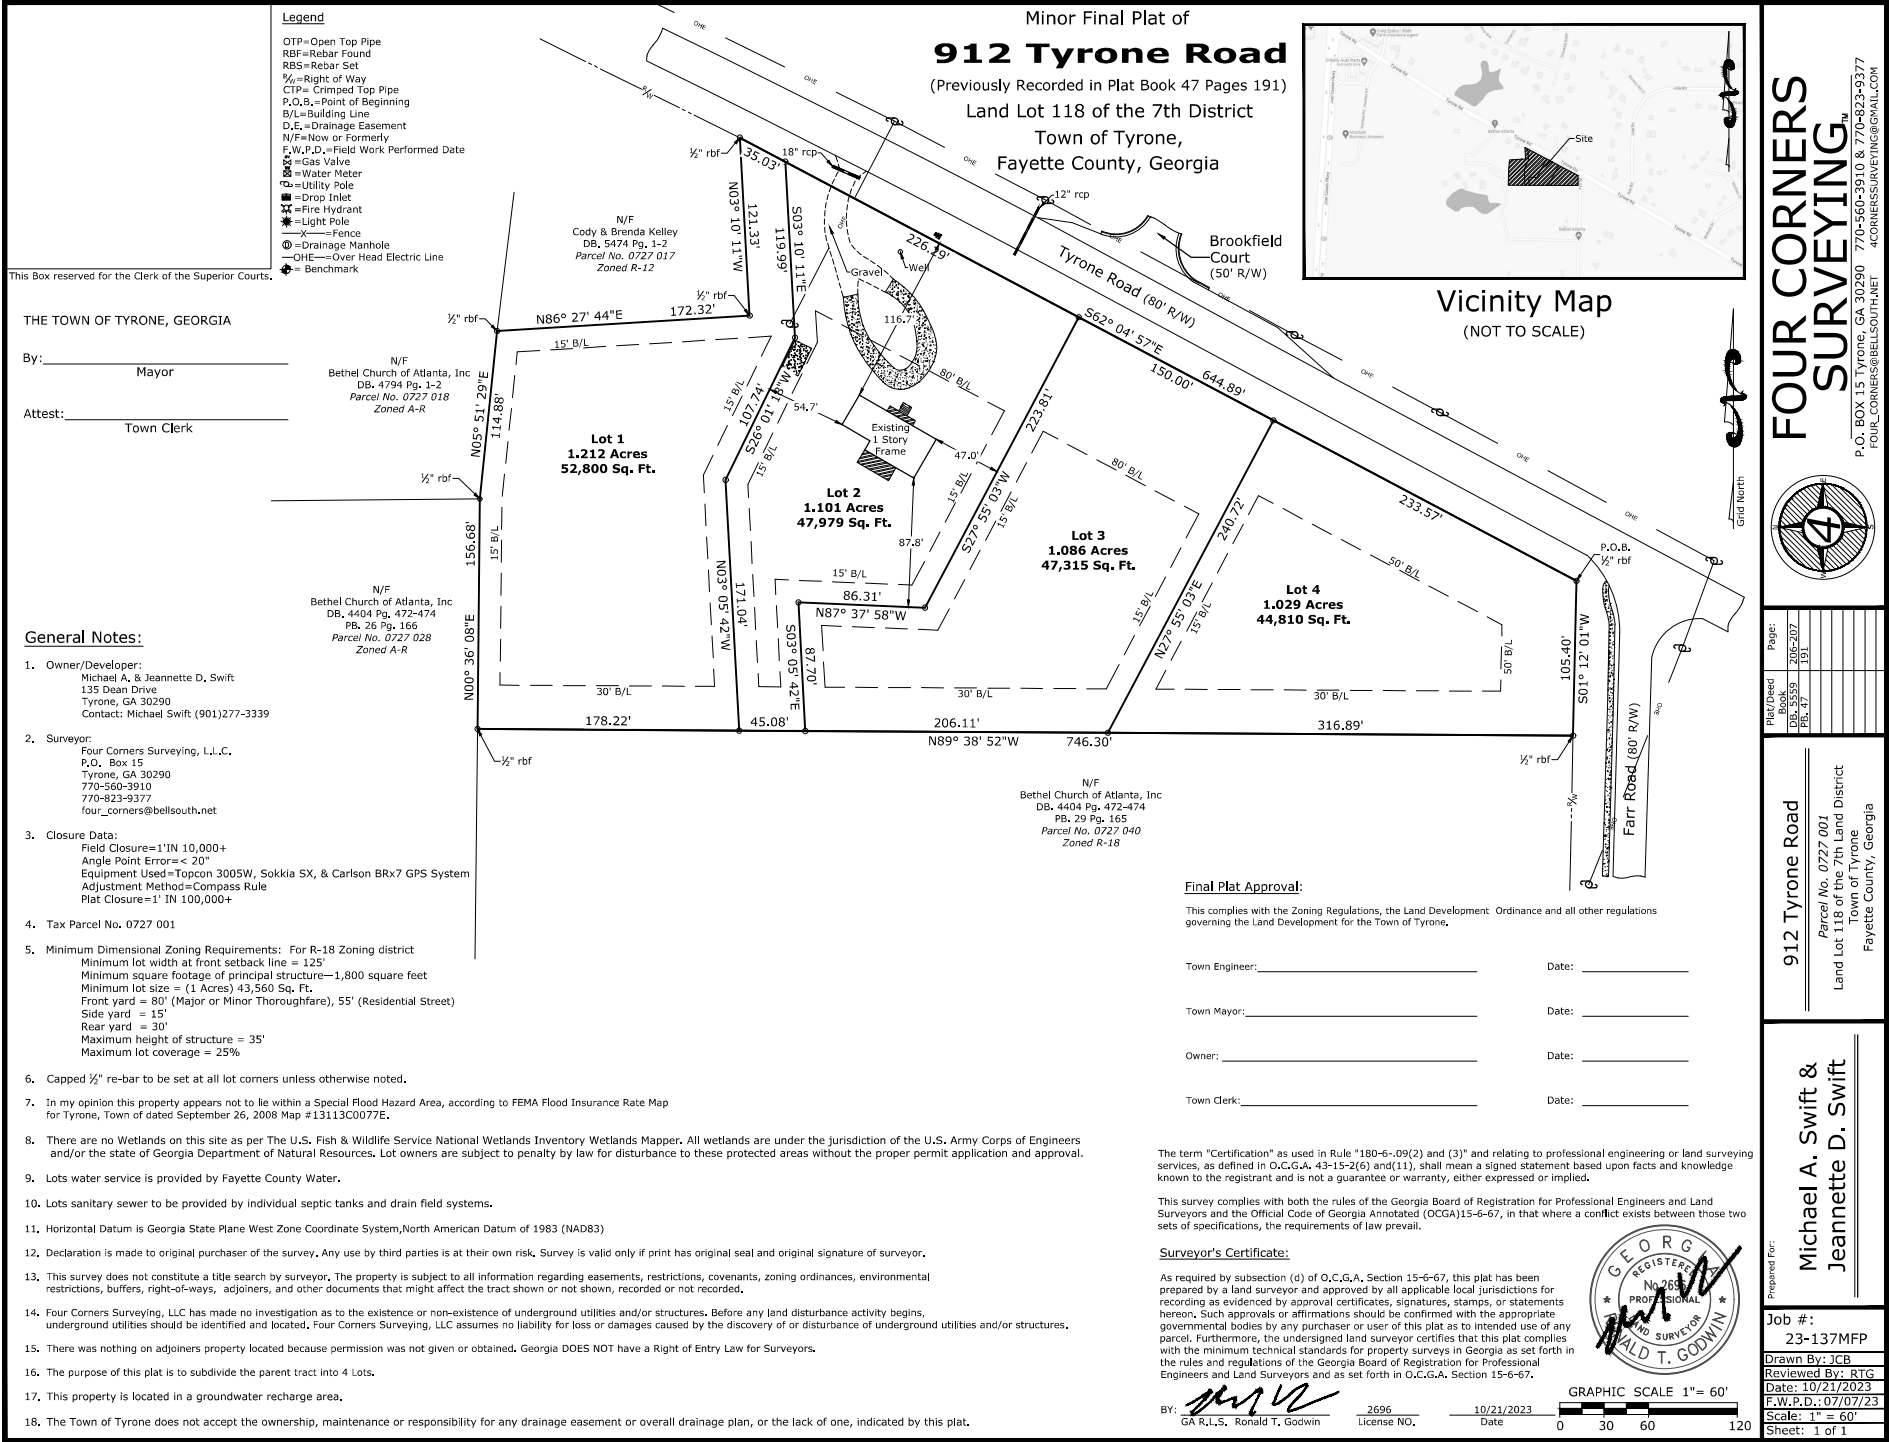 Legend
OTP=Open Top Pipe
RBF=Rebar Found
RBS=Rebar Set
R/W=Right of Way
CTP= Crimped Top Pipe
P.O.B.=Point of Beginning
B/L=Building Line
D.E.=Drainage Easement
N/F=Now or Formerly
F.W.P.D.=Field Work Performed Date
=Gas Valve
=Water Meter
=Utility Pole
=Drop Inlet
=Fire Hydrant
=Light Pole
—X—=Fence
=Drainage Manhole
—OHE—=Over Head Electric Line
= Benchmark
This Box reserved for the Clerk of the Superior Courts.
THE TOWN OF TYRONE, GEORGIA
By:
Mayor
Attest:
Town Clerk
Minor Final Plat of
912 Tyrone Road
(Previously Recorded in Plat Book 47 Pages 191)
Land Lot 118 of the 7th District
Town of Tyrone,
Fayette County, Georgia
Site
Vicinity Map
(NOT TO SCALE)
Grid North
N/F
Cody & Brenda Kelley
DB. 5474 Pg. 1-2
Parcel No. 0727 017
Zoned R-12
N/F
Bethel Church of Atlanta, Inc
DB. 4794 Pg. 1-2
Parcel No. 0727 018
Zoned A-R
N/F
Bethel Church of Atlanta, Inc
DB. 4404 Pg. 472-474
PB. 26 Pg. 166
Parcel No. 0727 028
Zoned A-R
N/F
Bethel Church of Atlanta, Inc
DB. 4404 Pg. 472-474
PB. 29 Pg. 165
Parcel No. 0727 040
Zoned R-18
R/W
OHE
OHE
OHE
OHE
OHE
OHE
OHE
OHE
OHE
OHE
OHE
OHE
½" rbf
35.03'
18" rcp
12" rcp
N03° 10' 11"W
121.33'
S03° 10' 11"E
119.99'
226.29'
Gravel
Well
116.7'
Tyrone Road (80' R/W)
Brookfield
Court
(50' R/W)
S62° 04' 57"E
644.89'
150.00'
233.57'
½" rbf
N86° 27' 44"E
172.32'
½" rbf
15' B/L
N05° 51' 29"E
114.88'
½" rbf
156.68'
N00° 36' 08"E
15' B/L
Lot 1
1.212 Acres
52,800 Sq. Ft.
15' B/L
107.74'
S26° 01' 18"W
15' B/L
54.7'
80' B/L
Existing
1 Story
Frame
47.0'
Lot 2
1.101 Acres
47,979 Sq. Ft.
87.8'
15' B/L
15' B/L
223.81'
S27° 55' 03"W
15' B/L
86.31'
N87° 37' 58"W
N03° 05' 42"W
171.04'
S03° 05' 42"E
87.70'
80' B/L
Lot 3
1.086 Acres
47,315 Sq. Ft.
15' B/L
240.72'
N27° 55' 03"E
15' B/L
Lot 4
1.029 Acres
44,810 Sq. Ft.
50' B/L
50' B/L
P.O.B.
½" rbf
105.40'
S01° 12' 01"W
30' B/L
30' B/L
30' B/L
178.22'
45.08'
206.11'
316.89'
N89° 38' 52"W
746.30'
½" rbf
½" rbf
R/W
Farr Road (80' R/W)
General Notes:
1. Owner/Developer:
Michael A. & Jeannette D. Swift
135 Dean Drive
Tyrone, GA 30290
Contact: Michael Swift (901)277-3339
2. Surveyor:
Four Corners Surveying, L.L.C.
P.O. Box 15
Tyrone, GA 30290
770-560-3910
770-823-9377
four_corners@bellsouth.net
3. Closure Data:
Field Closure=1'IN 10,000+
Angle Point Error=< 20"
Equipment Used=Topcon 3005W, Sokkia SX, & Carlson BRx7 GPS System
Adjustment Method=Compass Rule
Plat Closure=1' IN 100,000+
4. Tax Parcel No. 0727 001
5. Minimum Dimensional Zoning Requirements: For R-18 Zoning district
Minimum lot width at front setback line = 125'
Minimum square footage of principal structure—1,800 square feet
Minimum lot size = (1 Acres) 43,560 Sq. Ft.
Front yard = 80' (Major or Minor Thoroughfare), 55' (Residential Street)
Side yard = 15'
Rear yard = 30'
Maximum height of structure = 35'
Maximum lot coverage = 25%
6. Capped ½" re-bar to be set at all lot corners unless otherwise noted.
7. In my opinion this property appears not to lie within a Special Flood Hazard Area, according to FEMA Flood Insurance Rate Map
for Tyrone, Town of dated September 26, 2008 Map #13113C0077E.
8. There are no Wetlands on this site as per The U.S. Fish & Wildlife Service National Wetlands Inventory Wetlands Mapper. All wetlands are under the jurisdiction of the U.S. Army Corps of Engineers
and/or the state of Georgia Department of Natural Resources. Lot owners are subject to penalty by law for disturbance to these protected areas without the proper permit application and approval.
9. Lots water service is provided by Fayette County Water.
10. Lots sanitary sewer to be provided by individual septic tanks and drain field systems.
11. Horizontal Datum is Georgia State Plane West Zone Coordinate System,North American Datum of 1983 (NAD83)
12. Declaration is made to original purchaser of the survey. Any use by third parties is at their own risk. Survey is valid only if print has original seal and original signature of surveyor.
13. This survey does not constitute a title search by surveyor. The property is subject to all information regarding easements, restrictions, covenants, zoning ordinances, environmental
restrictions, buffers, right-of-ways, adjoiners, and other documents that might affect the tract shown or not shown, recorded or not recorded.
14. Four Corners Surveying, LLC has made no investigation as to the existence or non-existence of underground utilities and/or structures. Before any land disturbance activity begins,
underground utilities should be identified and located. Four Corners Surveying, LLC assumes no liability for loss or damages caused by the discovery of or disturbance of underground utilities and/or structures.
15. There was nothing on adjoiners property located because permission was not given or obtained. Georgia DOES NOT have a Right of Entry Law for Surveyors.
16. The purpose of this plat is to subdivide the parent tract into 4 Lots.
17. This property is located in a groundwater recharge area.
18. The Town of Tyrone does not accept the ownership, maintenance or responsibility for any drainage easement or overall drainage plan, or the lack of one, indicated by this plat.
Final Plat Approval:
This complies with the Zoning Regulations, the Land Development Ordinance and all other regulations
governing the Land Development for the Town of Tyrone.
Town Engineer: Date:
Town Mayor: Date:
Owner: Date:
Town Clerk: Date:
The term "Certification" as used in Rule "180-6-.09(2) and (3)" and relating to professional engineering or land surveying
services, as defined in O.C.G.A. 43-15-2(6) and(11), shall mean a signed statement based upon facts and knowledge
known to the registrant and is not a guarantee or warranty, either expressed or implied.
This survey complies with both the rules of the Georgia Board of Registration for Professional Engineers and Land
Surveyors and the Official Code of Georgia Annotated (OCGA)15-6-67, in that where a conflict exists between those two
sets of specifications, the requirements of law prevail.
Surveyor's Certificate:
As required by subsection (d) of O.C.G.A. Section 15-6-67, this plat has been
prepared by a land surveyor and approved by all applicable local jurisdictions for
recording as evidenced by approval certificates, signatures, stamps, or statements
hereon. Such approvals or affirmations should be confirmed with the appropriate
governmental bodies by any purchaser or user of this plat as to intended use of any
parcel. Furthermore, the undersigned land surveyor certifies that this plat complies
with the minimum technical standards for property surveys in Georgia as set forth in
the rules and regulations of the Georgia Board of Registration for Professional
Engineers and Land Surveyors and as set forth in O.C.G.A. Section 15-6-67.
BY: 2696 10/21/2023
GA R.L.S. Ronald T. Godwin License NO. Date
GEORGIA
REGISTERED
No. 2696
PROFESSIONAL
LAND SURVEYOR
T. GODWIN
GRAPHIC SCALE 1"= 60'
0 30 60 120
FOUR CORNERS
SURVEYING™
P.O. BOX 15 Tyrone, GA 30290 770-560-3910 & 770-823-9377
FOUR_CORNERS@BELLSOUTH.NET 4CORNERSSURVEYING@GMAIL.COM
4
Plat/Deed Book Page:
DB. 5559 206-207
PB. 47 191
912 Tyrone Road
Parcel No. 0727 001
Land Lot 118 of the 7th Land District
Town of Tyrone
Fayette County, Georgia
Prepared For:
Michael A. Swift &
Jeannette D. Swift
Job #:
23-137MFP
Drawn By: JCB
Reviewed By: RTG
Date: 10/21/2023
F.W.P.D.: 07/07/23
Scale: 1" = 60'
Sheet: 1 of 1